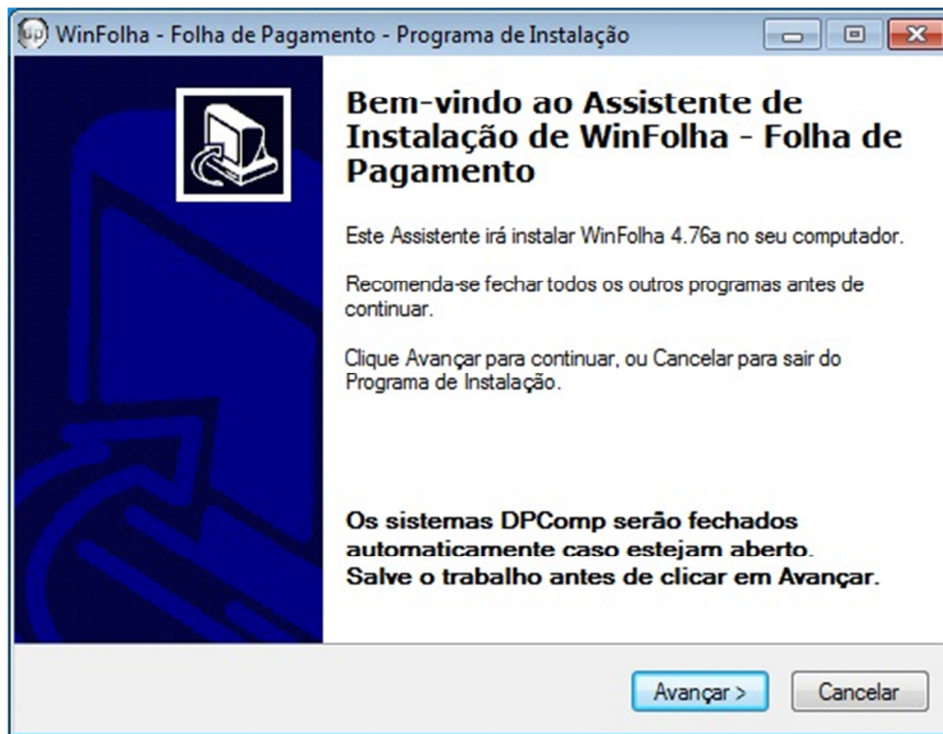 WinFolha - Folha de Pagamento - Programa de Instalação
Bem-vindo ao Assistente de
Instalação de WinFolha - Folha de
Pagamento
Este Assistente irá instalar WinFolha 4.76a no seu computador.
Recomenda-se fechar todos os outros programas antes de
continuar.
Clique Avançar para continuar, ou Cancelar para sair do
Programa de Instalação.
Os sistemas DPComp serão fechados
automaticamente caso estejam aberto.
Salve o trabalho antes de clicar em Avançar.
Avançar >
Cancelar